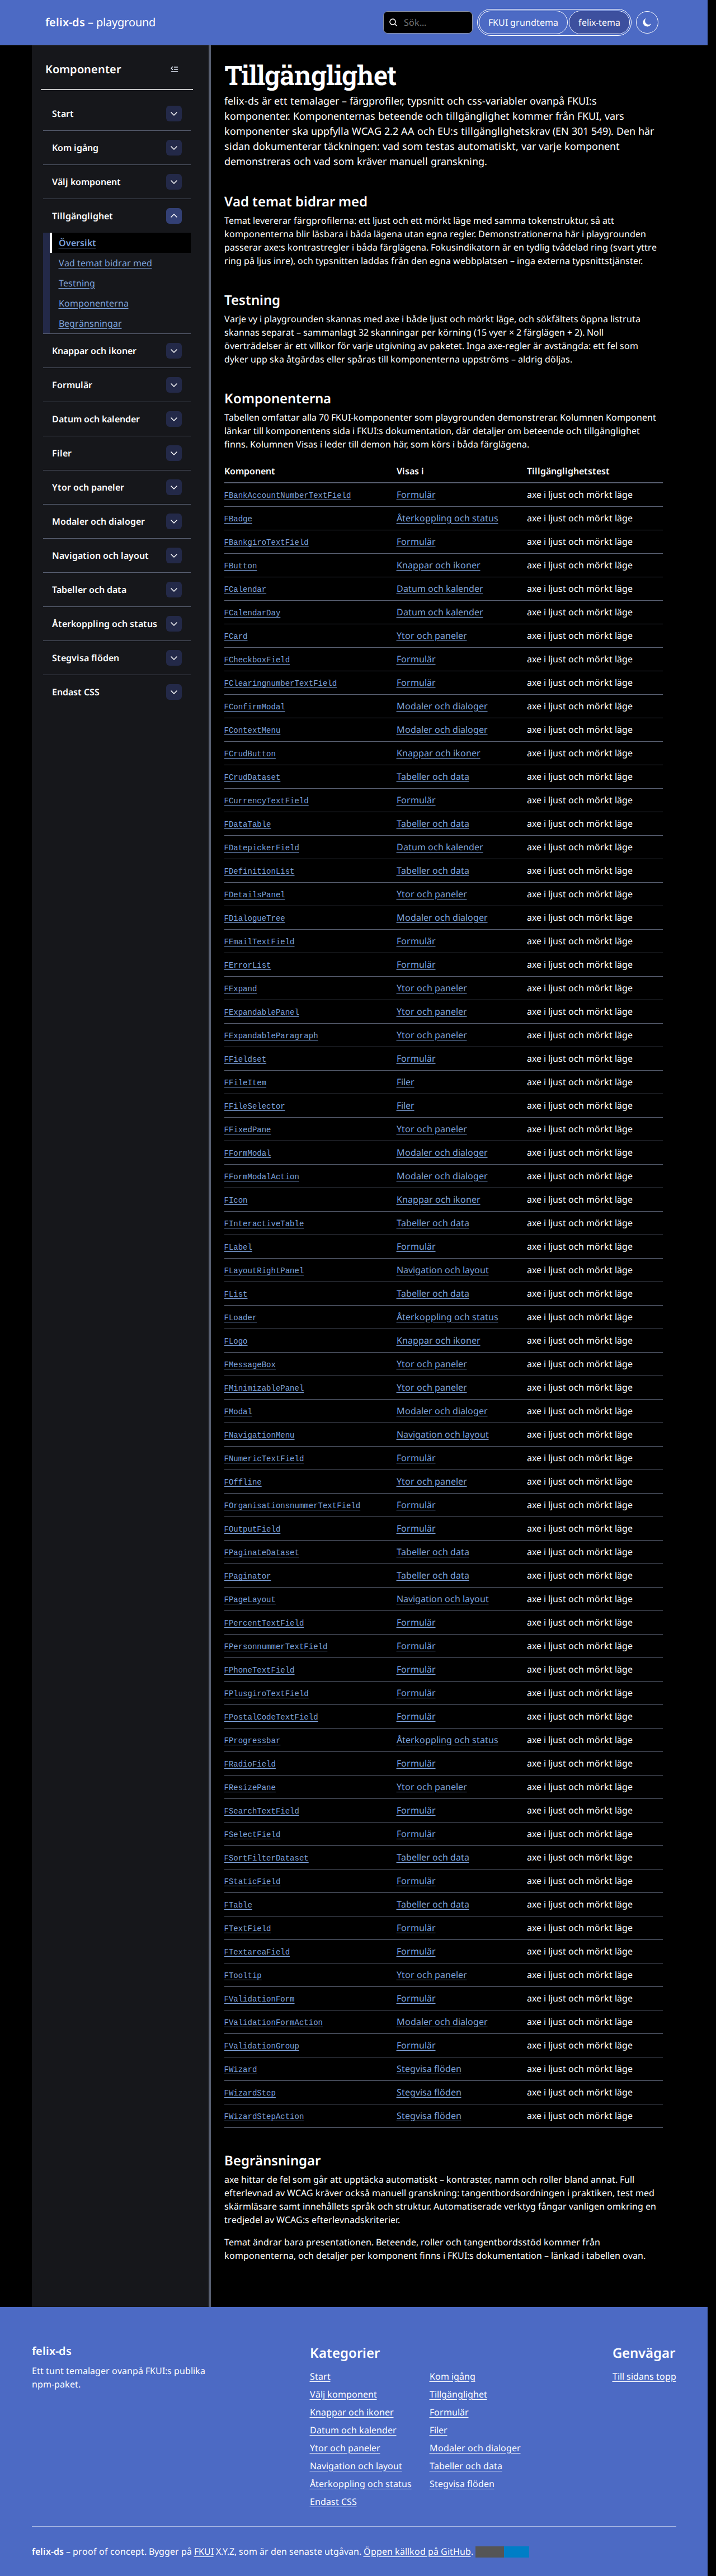 felix-ds – playground
Sök...
FKUI grundtema
felix-tema
Komponenter
Start
Kom igång
Välj komponent
Tillgänglighet
Översikt
Vad temat bidrar med
Testning
Komponenterna
Begränsningar
Knappar och ikoner
Formulär
Datum och kalender
Filer
Ytor och paneler
Modaler och dialoger
Navigation och layout
Tabeller och data
Återkoppling och status
Stegvisa flöden
Endast CSS
Tillgänglighet
felix-ds är ett temalager – färgprofiler, typsnitt och css-variabler ovanpå FKUI:s
komponenter. Komponenternas beteende och tillgänglighet kommer från FKUI, vars
komponenter ska uppfylla WCAG 2.2 AA och EU:s tillgänglighetskrav (EN 301 549). Den här
sidan dokumenterar täckningen: vad som testas automatiskt, var varje komponent
demonstreras och vad som kräver manuell granskning.
Vad temat bidrar med
Temat levererar färgprofilerna: ett ljust och ett mörkt läge med samma tokenstruktur, så att
komponenterna blir läsbara i båda lägena utan egna regler. Demonstrationerna här i playgrounden
passerar axe:s kontrastregler i båda färglägena. Fokusindikatorn är en tydlig tvådelad ring (svart yttre
ring på ljus inre), och typsnitten laddas från den egna webbplatsen – inga externa typsnittstjänster.
Testning
Varje vy i playgrounden skannas med axe i både ljust och mörkt läge, och sökfältets öppna listruta
skannas separat – sammanlagt 32 skanningar per körning (15 vyer × 2 färglägen + 2). Noll
överträdelser är ett villkor för varje utgivning av paketet. Inga axe-regler är avstängda: ett fel som
dyker upp ska åtgärdas eller spåras till komponenterna uppströms – aldrig döljas.
Komponenterna
Tabellen omfattar alla 70 FKUI-komponenter som playgrounden demonstrerar. Kolumnen Komponent
länkar till komponentens sida i FKUI:s dokumentation, där detaljer om beteende och tillgänglighet
finns. Kolumnen Visas i leder till demon här, som körs i båda färglägena.
Komponent Visas i Tillgänglighetstest
FBankAccountNumberTextField Formulär axe i ljust och mörkt läge
FBadge Återkoppling och status axe i ljust och mörkt läge
FBankgiroTextField Formulär axe i ljust och mörkt läge
FButton Knappar och ikoner axe i ljust och mörkt läge
FCalendar Datum och kalender axe i ljust och mörkt läge
FCalendarDay Datum och kalender axe i ljust och mörkt läge
FCard Ytor och paneler axe i ljust och mörkt läge
FCheckboxField Formulär axe i ljust och mörkt läge
FClearingnumberTextField Formulär axe i ljust och mörkt läge
FConfirmModal Modaler och dialoger axe i ljust och mörkt läge
FContextMenu Modaler och dialoger axe i ljust och mörkt läge
FCrudButton Knappar och ikoner axe i ljust och mörkt läge
FCrudDataset Tabeller och data axe i ljust och mörkt läge
FCurrencyTextField Formulär axe i ljust och mörkt läge
FDataTable Tabeller och data axe i ljust och mörkt läge
FDatepickerField Datum och kalender axe i ljust och mörkt läge
FDefinitionList Tabeller och data axe i ljust och mörkt läge
FDetailsPanel Ytor och paneler axe i ljust och mörkt läge
FDialogueTree Modaler och dialoger axe i ljust och mörkt läge
FEmailTextField Formulär axe i ljust och mörkt läge
FErrorList Formulär axe i ljust och mörkt läge
FExpand Ytor och paneler axe i ljust och mörkt läge
FExpandablePanel Ytor och paneler axe i ljust och mörkt läge
FExpandableParagraph Ytor och paneler axe i ljust och mörkt läge
FFieldset Formulär axe i ljust och mörkt läge
FFileItem Filer axe i ljust och mörkt läge
FFileSelector Filer axe i ljust och mörkt läge
FFixedPane Ytor och paneler axe i ljust och mörkt läge
FFormModal Modaler och dialoger axe i ljust och mörkt läge
FFormModalAction Modaler och dialoger axe i ljust och mörkt läge
FIcon Knappar och ikoner axe i ljust och mörkt läge
FInteractiveTable Tabeller och data axe i ljust och mörkt läge
FLabel Formulär axe i ljust och mörkt läge
FLayoutRightPanel Navigation och layout axe i ljust och mörkt läge
FList Tabeller och data axe i ljust och mörkt läge
FLoader Återkoppling och status axe i ljust och mörkt läge
FLogo Knappar och ikoner axe i ljust och mörkt läge
FMessageBox Ytor och paneler axe i ljust och mörkt läge
FMinimizablePanel Ytor och paneler axe i ljust och mörkt läge
FModal Modaler och dialoger axe i ljust och mörkt läge
FNavigationMenu Navigation och layout axe i ljust och mörkt läge
FNumericTextField Formulär axe i ljust och mörkt läge
FOffline Ytor och paneler axe i ljust och mörkt läge
FOrganisationsnummerTextField Formulär axe i ljust och mörkt läge
FOutputField Formulär axe i ljust och mörkt läge
FPaginateDataset Tabeller och data axe i ljust och mörkt läge
FPaginator Tabeller och data axe i ljust och mörkt läge
FPageLayout Navigation och layout axe i ljust och mörkt läge
FPercentTextField Formulär axe i ljust och mörkt läge
FPersonnummerTextField Formulär axe i ljust och mörkt läge
FPhoneTextField Formulär axe i ljust och mörkt läge
FPlusgiroTextField Formulär axe i ljust och mörkt läge
FPostalCodeTextField Formulär axe i ljust och mörkt läge
FProgressbar Återkoppling och status axe i ljust och mörkt läge
FRadioField Formulär axe i ljust och mörkt läge
FResizePane Ytor och paneler axe i ljust och mörkt läge
FSearchTextField Formulär axe i ljust och mörkt läge
FSelectField Formulär axe i ljust och mörkt läge
FSortFilterDataset Tabeller och data axe i ljust och mörkt läge
FStaticField Formulär axe i ljust och mörkt läge
FTable Tabeller och data axe i ljust och mörkt läge
FTextField Formulär axe i ljust och mörkt läge
FTextareaField Formulär axe i ljust och mörkt läge
FTooltip Ytor och paneler axe i ljust och mörkt läge
FValidationForm Formulär axe i ljust och mörkt läge
FValidationFormAction Modaler och dialoger axe i ljust och mörkt läge
FValidationGroup Formulär axe i ljust och mörkt läge
FWizard Stegvisa flöden axe i ljust och mörkt läge
FWizardStep Stegvisa flöden axe i ljust och mörkt läge
FWizardStepAction Stegvisa flöden axe i ljust och mörkt läge
Begränsningar
axe hittar de fel som går att upptäcka automatiskt – kontraster, namn och roller bland annat. Full
efterlevnad av WCAG kräver också manuell granskning: tangentbordsordningen i praktiken, test med
skärmläsare samt innehållets språk och struktur. Automatiserade verktyg fångar vanligen omkring en
tredjedel av WCAG:s efterlevnadskriterier.
Temat ändrar bara presentationen. Beteende, roller och tangentbordsstöd kommer från
komponenterna, och detaljer per komponent finns i FKUI:s dokumentation – länkad i tabellen ovan.
felix-ds
Ett tunt temalager ovanpå FKUI:s publika
npm-paket.
Kategorier
Start Kom igång
Välj komponent Tillgänglighet
Knappar och ikoner Formulär
Datum och kalender Filer
Ytor och paneler Modaler och dialoger
Navigation och layout Tabeller och data
Återkoppling och status Stegvisa flöden
Endast CSS
Genvägar
Till sidans topp
felix-ds – proof of concept. Bygger på FKUI X.Y.Z, som är den senaste utgåvan. Öppen källkod på GitHub.